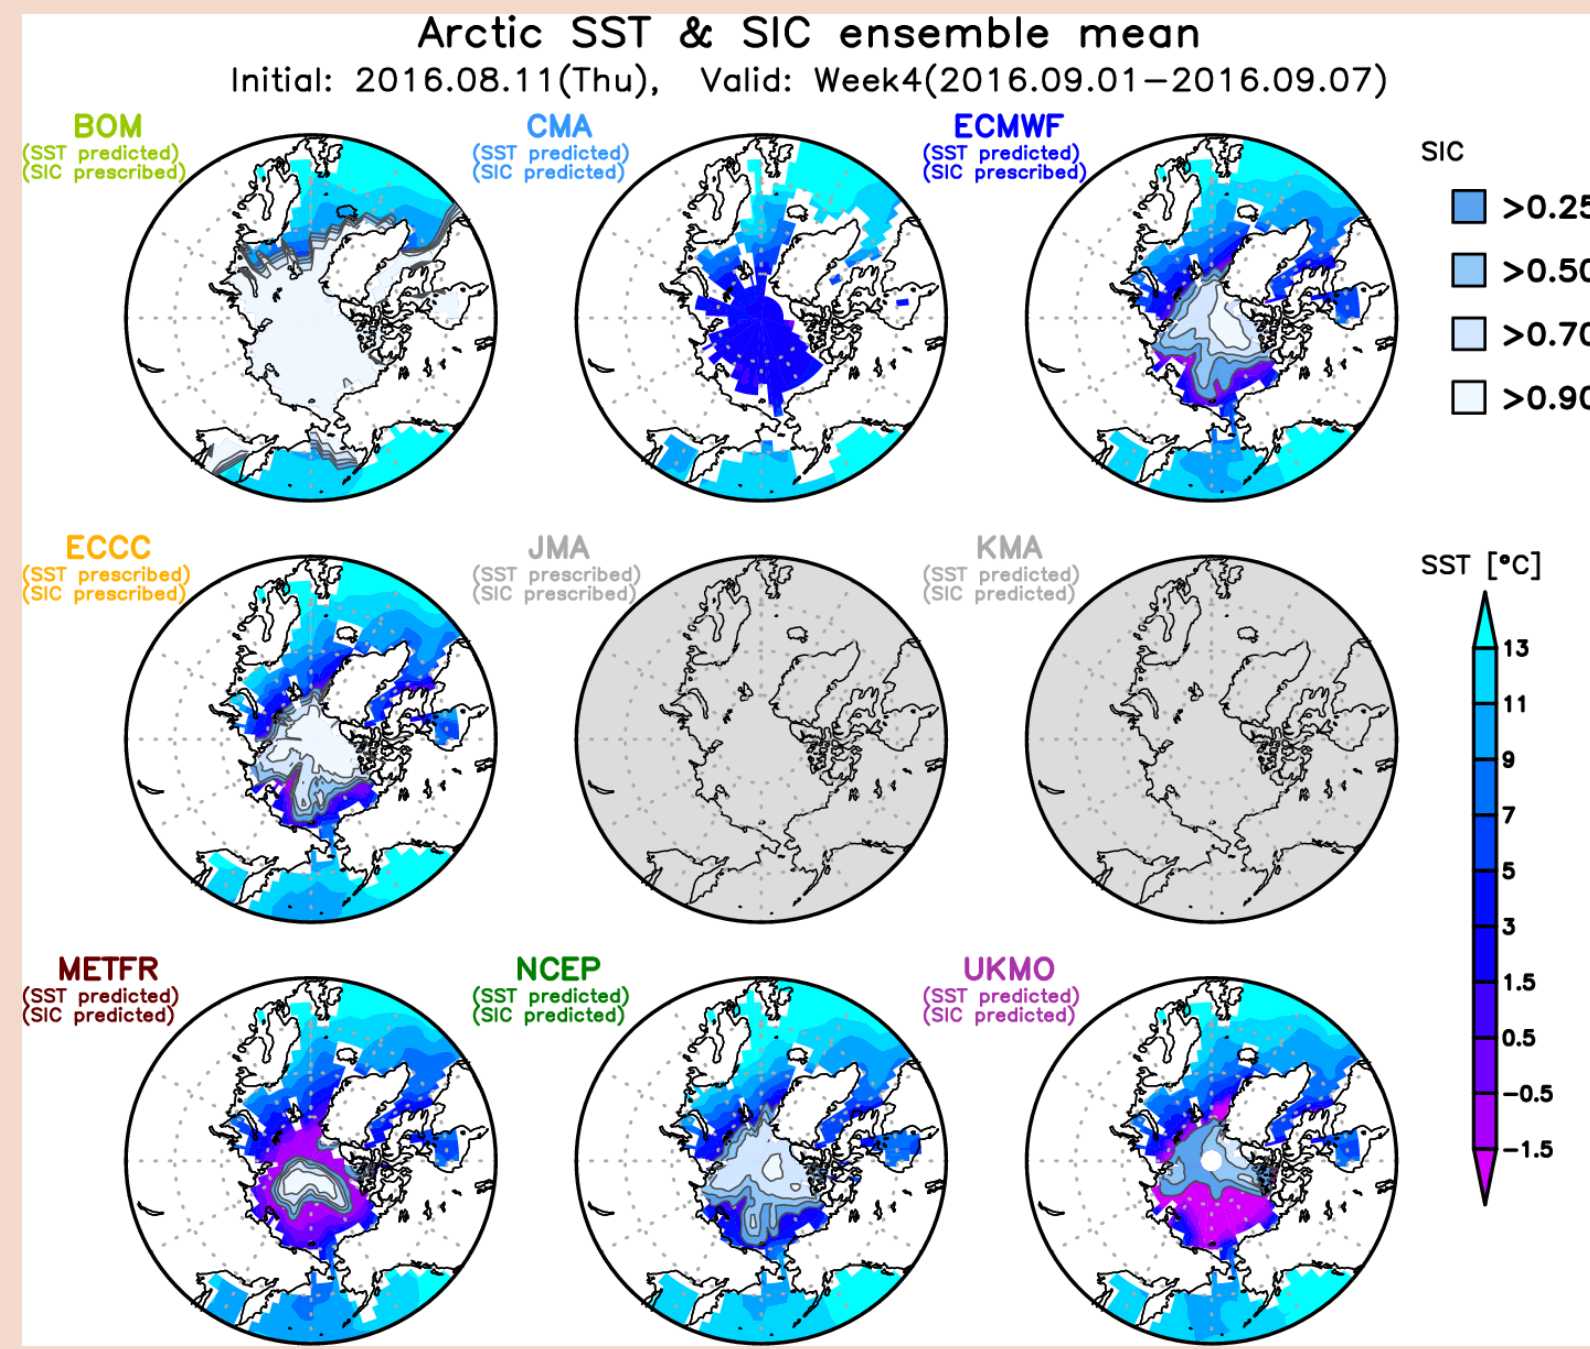 Arctic SST & SIC ensemble mean
Initial: 2016.08.11(Thu), Valid: Week4(2016.09.01-2016.09.07)
BOM
(SST predicted)
(SIC prescribed)
CMA
(SST predicted)
(SIC predicted)
ECMWF
(SST predicted)
(SIC prescribed)
SIC
>0.25
>0.50
>0.70
>0.90
ECCC
(SST prescribed)
(SIC prescribed)
JMA
(SST prescribed)
(SIC prescribed)
KMA
(SST predicted)
(SIC predicted)
SST [°C]
13
11
9
7
5
3
1.5
0.5
-0.5
-1.5
METFR
(SST predicted)
(SIC predicted)
NCEP
(SST predicted)
(SIC predicted)
UKMO
(SST predicted)
(SIC predicted)